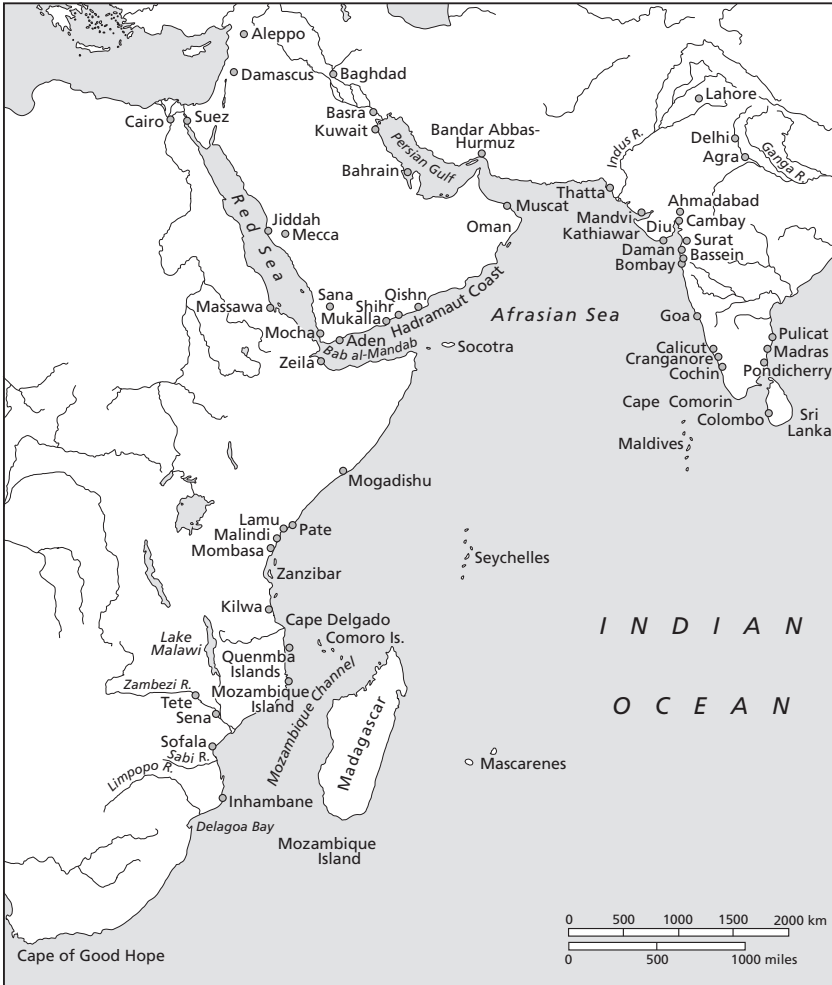 Aleppo
Damascus
Baghdad
Cairo
Suez
Basra
Kuwait
Bahrain
Persian Gulf
Bandar Abbas-
Hurmuz
Indus R.
Lahore
Delhi
Agra
Ganga R.
Thatta
Mandvi
Kathiawar
Diu
Ahmadabad
Cambay
Surat
Daman
Bassein
Bombay
Muscat
Oman
Red Sea
Jiddah
Mecca
Massawa
Sana
Mukalla
Shihr
Qishn
Hadramaut Coast
Mocha
Aden
Bab al-Mandab
Zeila
Socotra
Afrasian Sea
Goa
Calicut
Cranganore
Cochin
Pulicat
Madras
Pondicherry
Cape Comorin
Colombo
Sri
Lanka
Maldives
Mogadishu
Lamu
Pate
Malindi
Mombasa
Zanzibar
Seychelles
Kilwa
Cape Delgado
Comoro Is.
INDIAN
OCEAN
Lake
Malawi
Quenmba
Islands
Zambezi R.
Mozambique
Island
Mozambique Channel
Tete
Sena
Madagascar
Sofala
Sabi R.
Limpopo R.
Mascarenes
Inhambane
Delagoa Bay
Mozambique
Island
Cape of Good Hope
0 500 1000 1500 2000 km
0 500 1000 miles